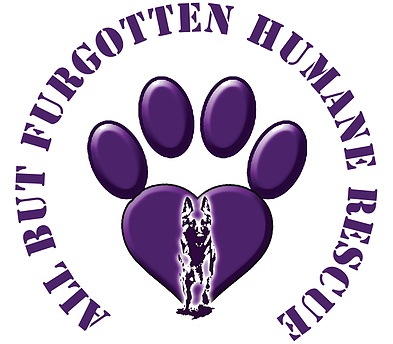 ALL BUT FURGOTTEN HUMANE RESCUE